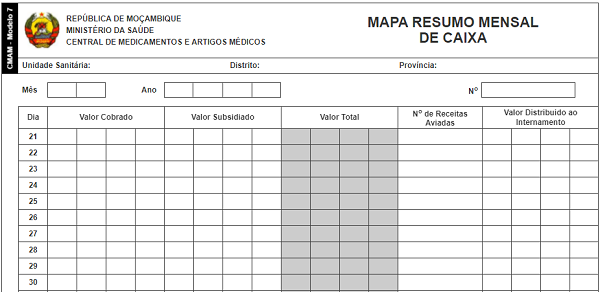 CMAM - Modelo 7
REPÚBLICA DE MOÇAMBIQUE
MINISTÉRIO DA SAÚDE
CENTRAL DE MEDICAMENTOS E ARTIGOS MÉDICOS
MAPA RESUMO MENSAL
DE CAIXA
Unidade Sanitária: Distrito: Província:
Mês Ano Nº
Dia Valor Cobrado Valor Subsidiado Valor Total Nº de Receitas Aviadas Valor Distribuido ao Internamento
21
22
23
24
25
26
27
28
29
30